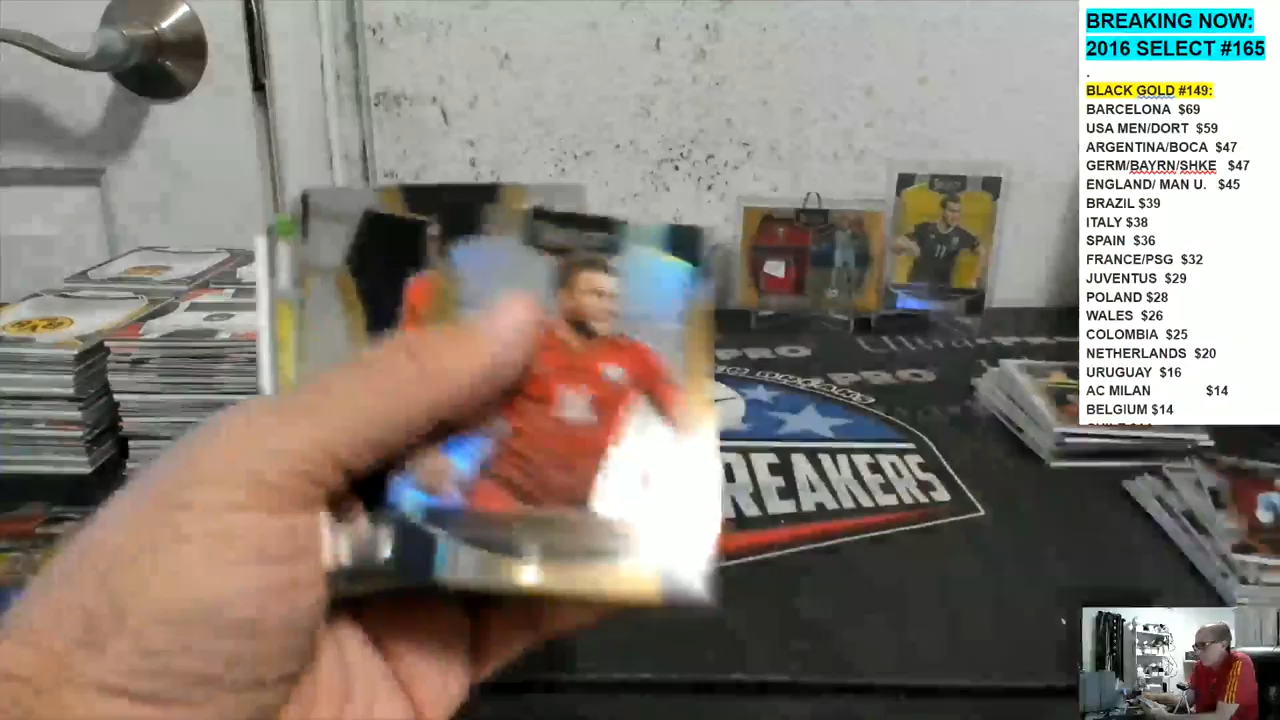 BREAKING NOW:
2016 SELECT #165
.
BLACK GOLD #149:
BARCELONA $69
USA MEN/DORT $59
ARGENTINA/BOCA $47
GERM/BAYRN/SHKE $47
ENGLAND/ MAN U. $45
BRAZIL $39
ITALY $38
SPAIN $36
FRANCE/PSG $32
JUVENTUS $29
POLAND $28
WALES $26
COLOMBIA $25
NETHERLANDS $20
URUGUAY $16
AC MILAN $14
BELGIUM $14
PRO
Ultra
PRO
REAKERS
11